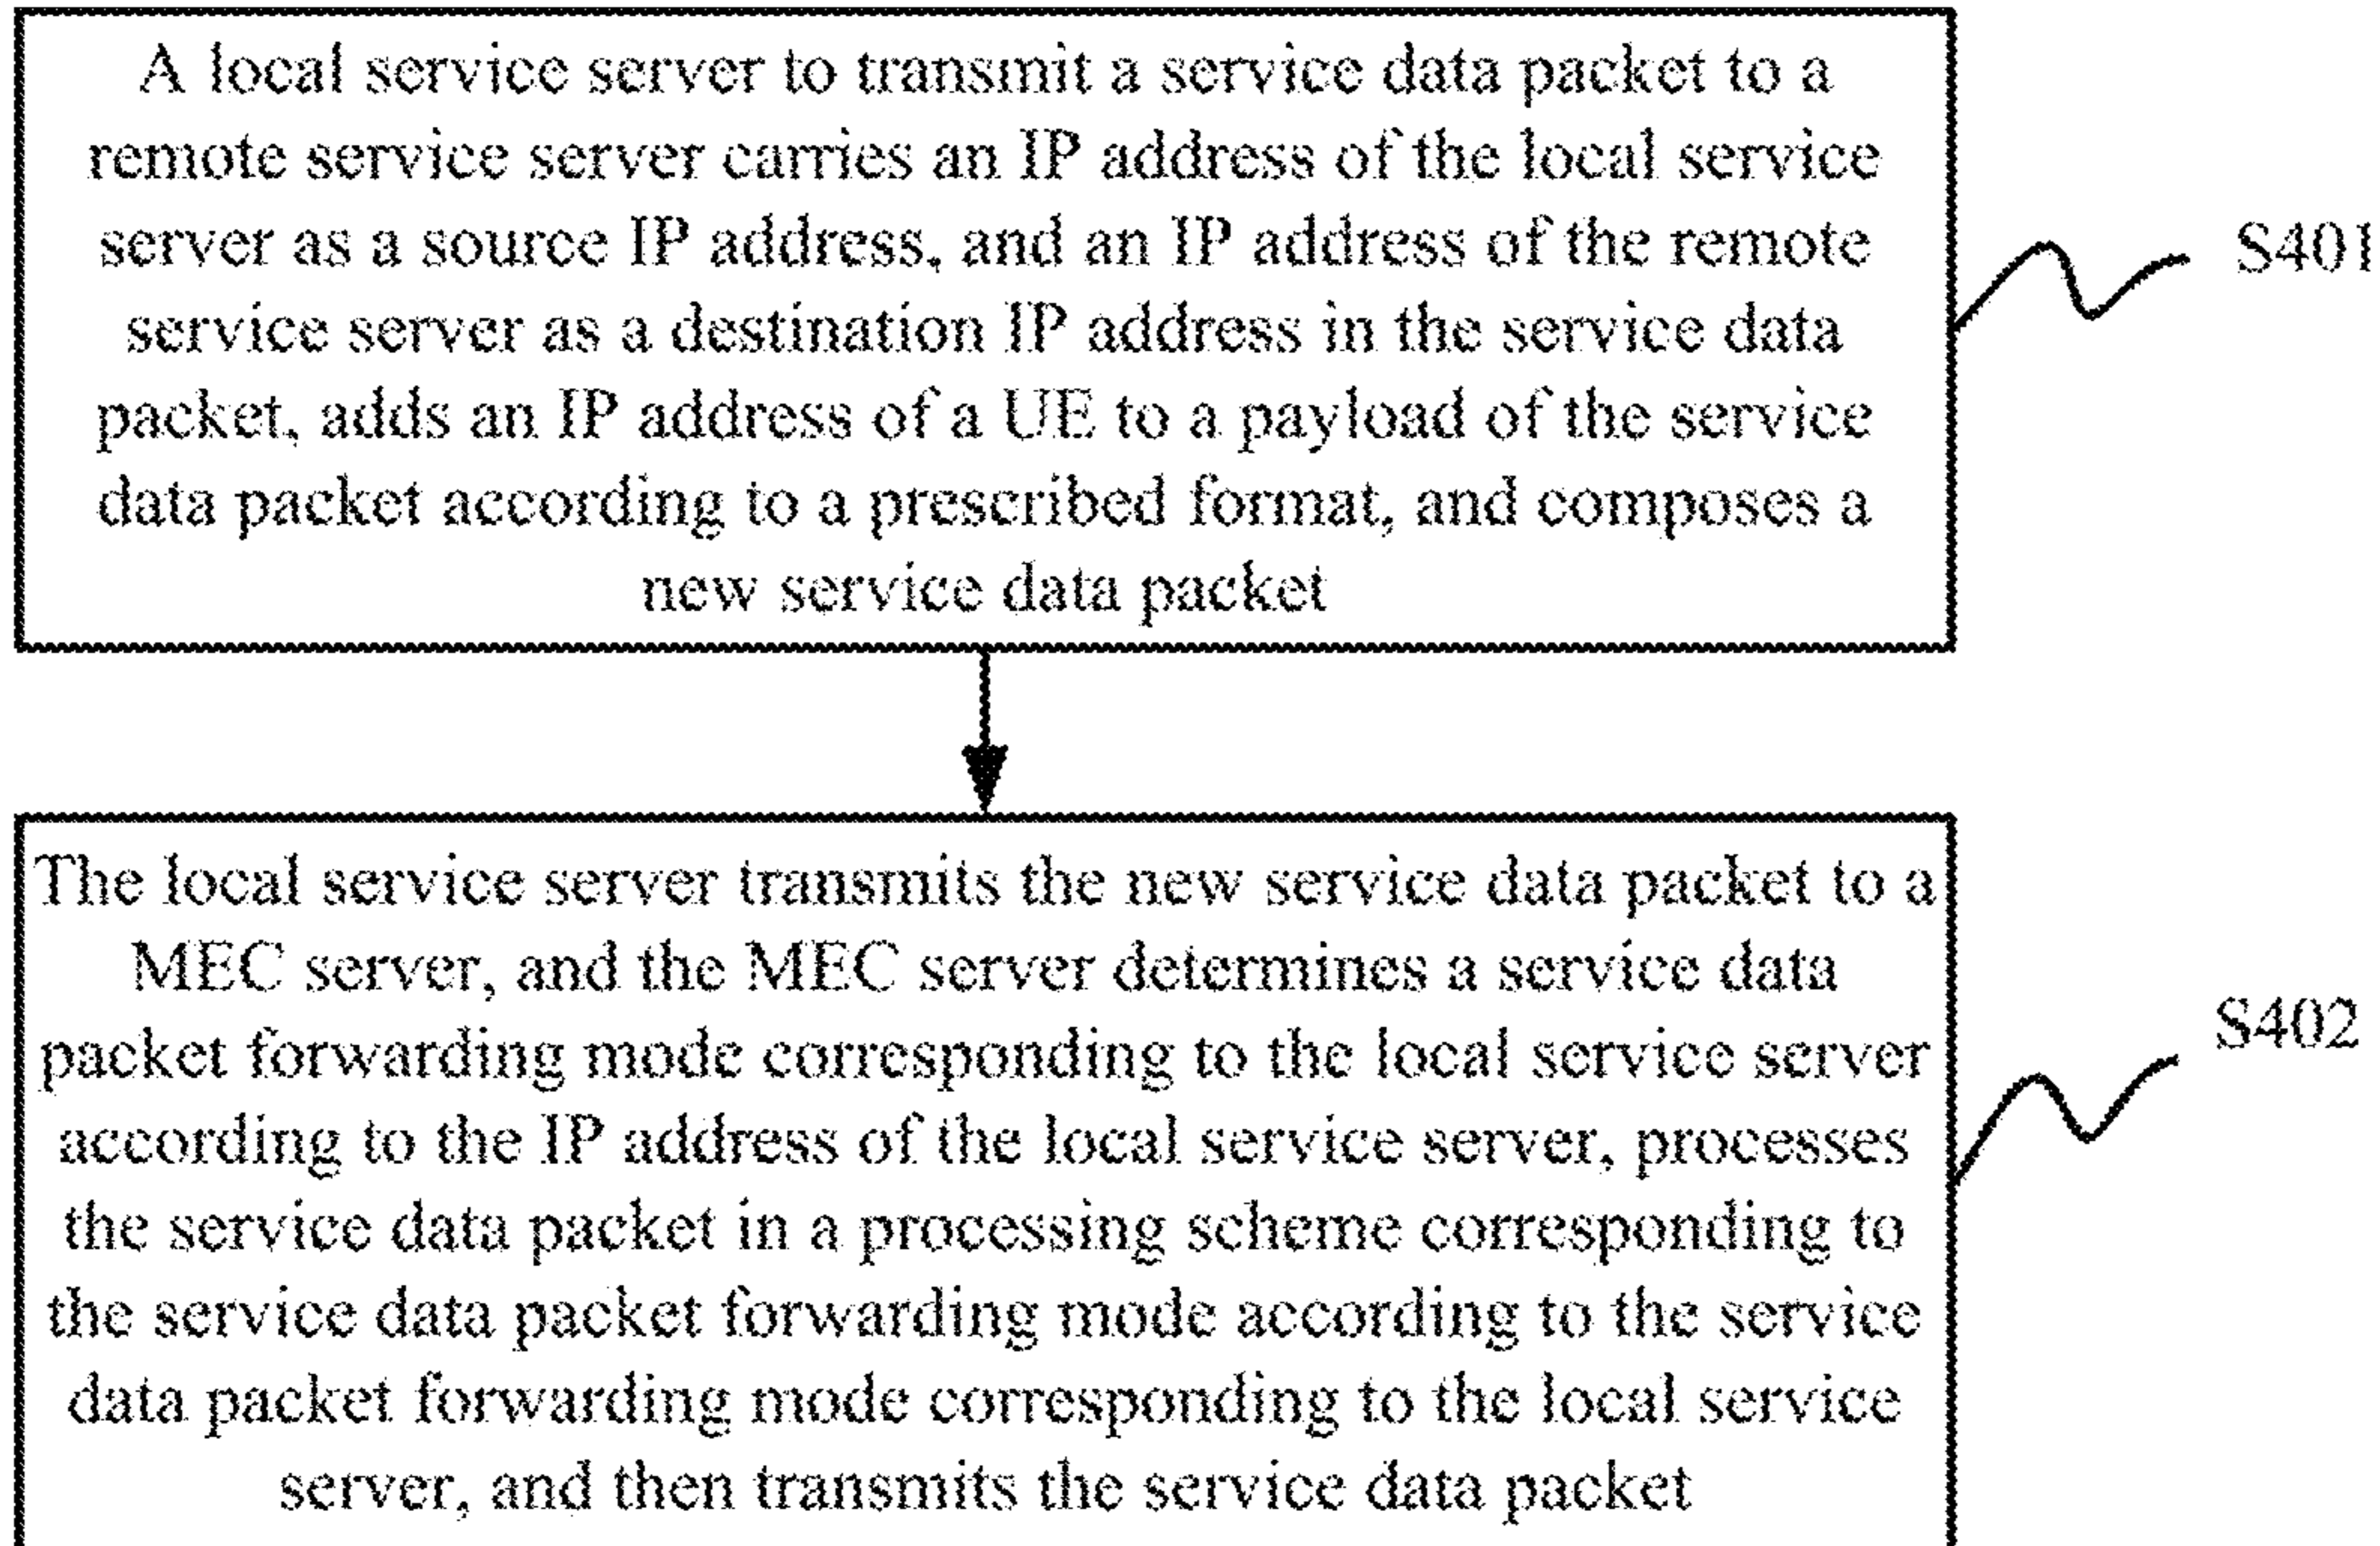 A local service server to transmit a service data packet to a
remote service server carries an IP address of the local service
server as a source IP address, and an IP address of the remote
service server as a destination IP address in the service data
packet, adds an IP address of a UE to a payload of the service
data packet according to a prescribed format, and composes a
new service data packet
S401
The local service server transmits the new service data packet to a
MEC server, and the MEC server determines a service data
packet forwarding mode corresponding to the local service server
according to the IP address of the local service server, processes
the service data packet in a processing scheme corresponding to
the service data packet forwarding mode according to the service
data packet forwarding mode corresponding to the local service
server, and then transmits the service data packet
S402